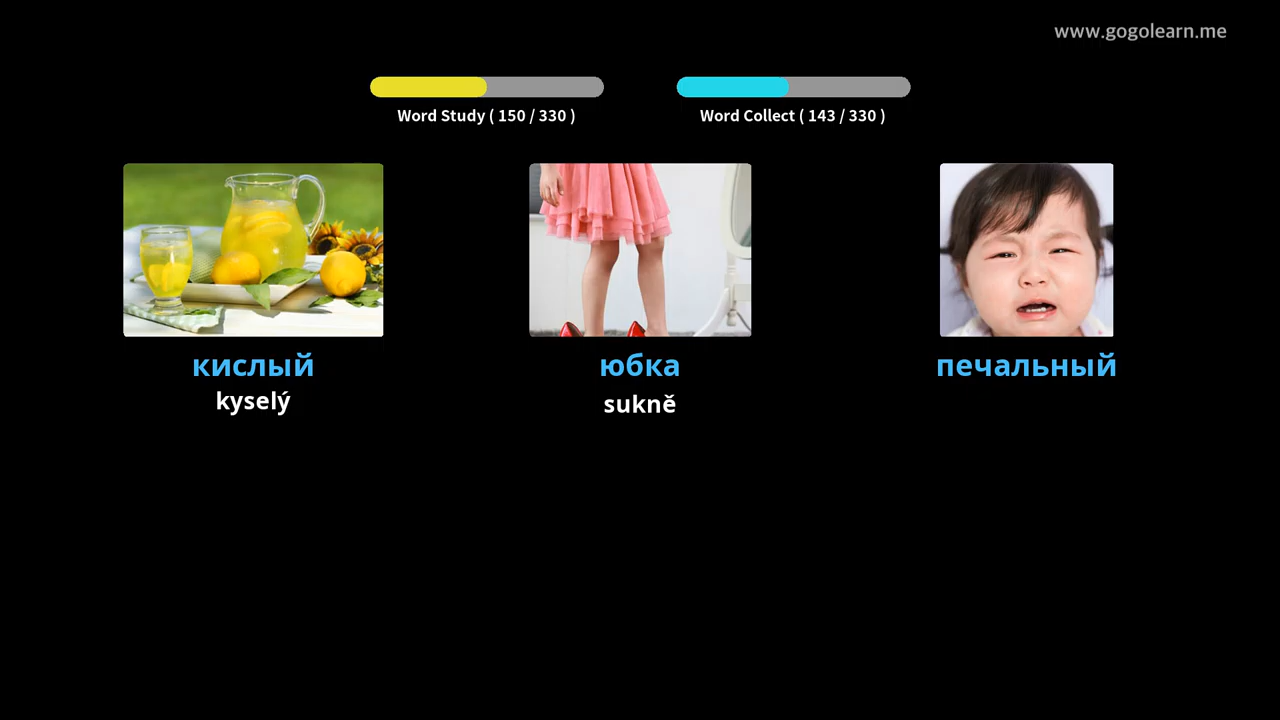 www.gogolearn.me
Word Study ( 150 / 330 )
Word Collect ( 143 / 330 )
кислый
юбка
печальный
kyselý
sukně